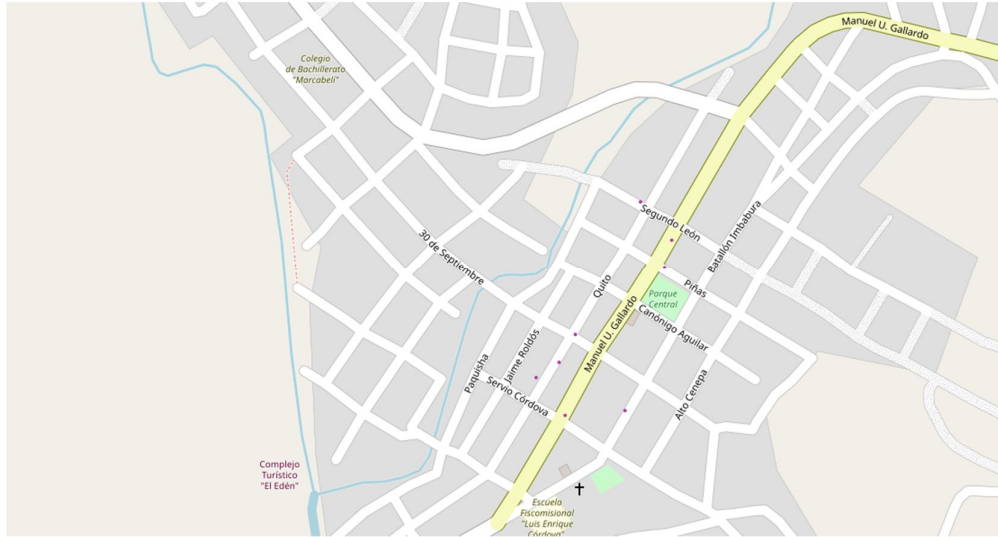 Manuel U. Gallardo
Colegio
de Bachillerato
"Marcabelí"
Segundo León
Batallón Imbabura
30 de Septiembre
Quito
Piñas
Parque
Central
Canónigo Aguilar
Manuel U. Gallardo
Jaime Roldós
Paquisha
Servio Córdova
Alto Cenepa
Complejo
Turístico
"El Edén"
Escuela
Fiscomisional
"Luis Enrique
Córdova"